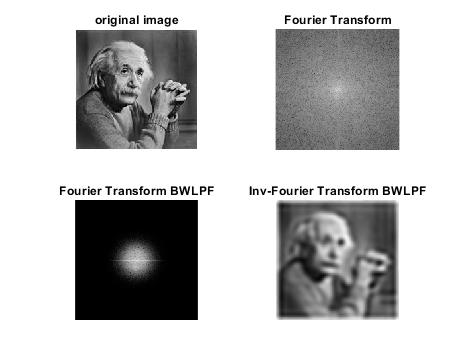 original image
Fourier Transform
Fourier Transform BWLPF
Inv-Fourier Transform BWLPF